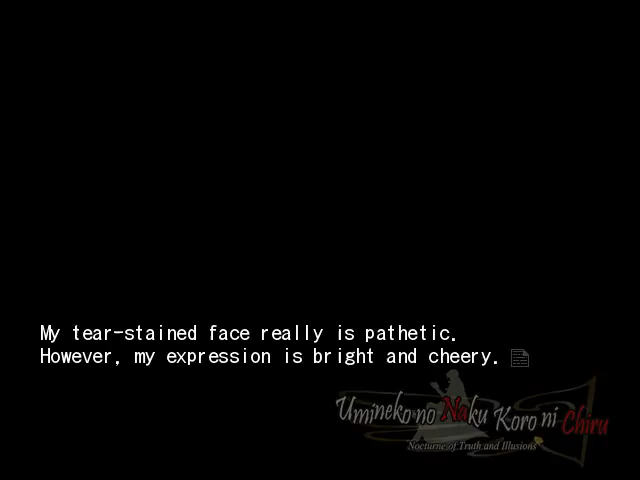 My tear-stained face really is pathetic.
However, my expression is bright and cheery.
Umineko no Naku Koro ni Chiru
Nocturne of Truth and Illusions